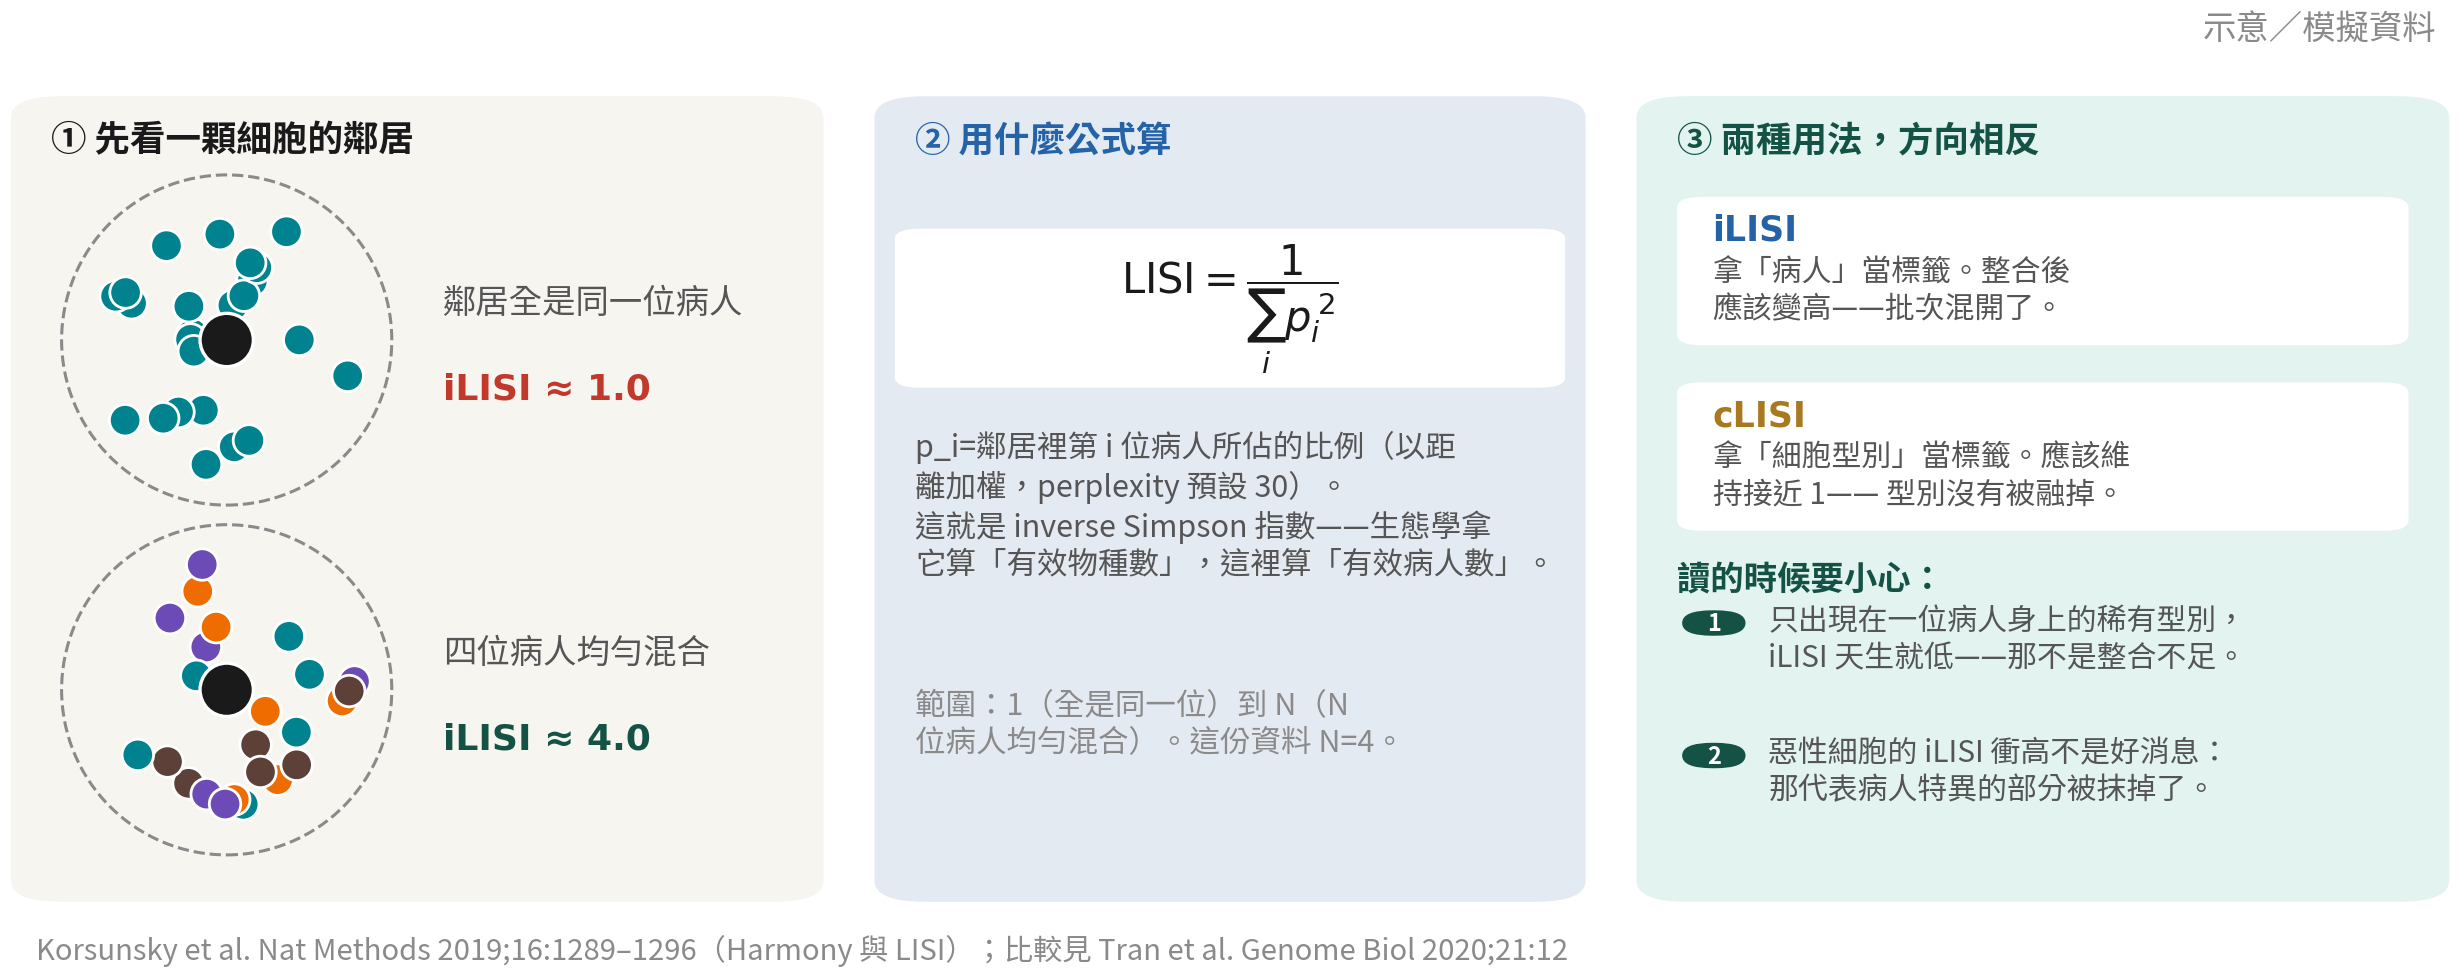 示意／模擬資料
① 先看一顆細胞的鄰居
鄰居全是同一位病人
iLISI ≈ 1.0
四位病人均勻混合
iLISI ≈ 4.0
② 用什麼公式算
LISI = 1 / ∑_i p_i²
p_i=鄰居裡第 i 位病人所佔的比例（以距
離加權，perplexity 預設 30）。
這就是 inverse Simpson 指數——生態學拿
它算「有效物種數」，這裡算「有效病人數」。
範圍：1（全是同一位）到 N（N
位病人均勻混合）。這份資料 N=4。
③ 兩種用法，方向相反
iLISI
拿「病人」當標籤。整合後
應該變高——批次混開了。
cLISI
拿「細胞型別」當標籤。應該維
持接近 1—— 型別沒有被融掉。
讀的時候要小心：
1 只出現在一位病人身上的稀有型別，
iLISI 天生就低——那不是整合不足。
2 惡性細胞的 iLISI 衝高不是好消息：
那代表病人特異的部分被抹掉了。
Korsunsky et al. Nat Methods 2019;16:1289–1296（Harmony 與 LISI）；比較見 Tran et al. Genome Biol 2020;21:12